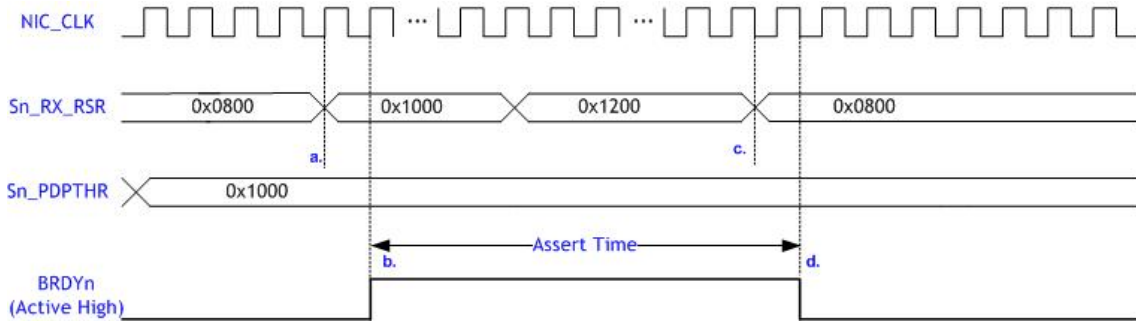 NIC_CLK
... ...
Sn_RX_RSR 0x0800 0x1000 0x1200 0x0800
a. c.
Sn_PDPTHR 0x1000
Assert Time
b. d.
BRDYn
(Active High)